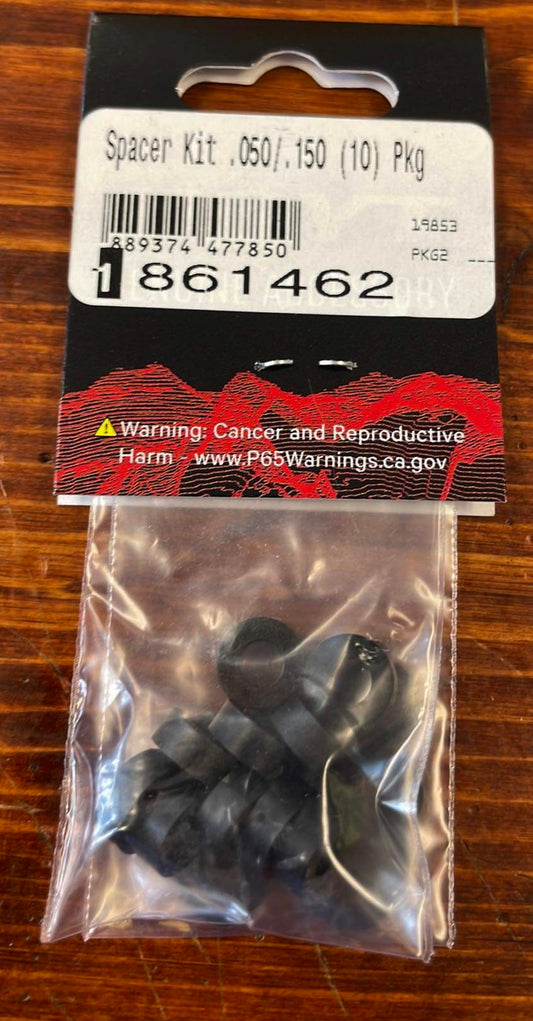 Spacer Kit .050/.150 (10) Pkg
889374 477850
19853
PKG2
-1 861462
⚠Warning: Cancer and Reproductive
Harm - www.P65Warnings.ca.gov